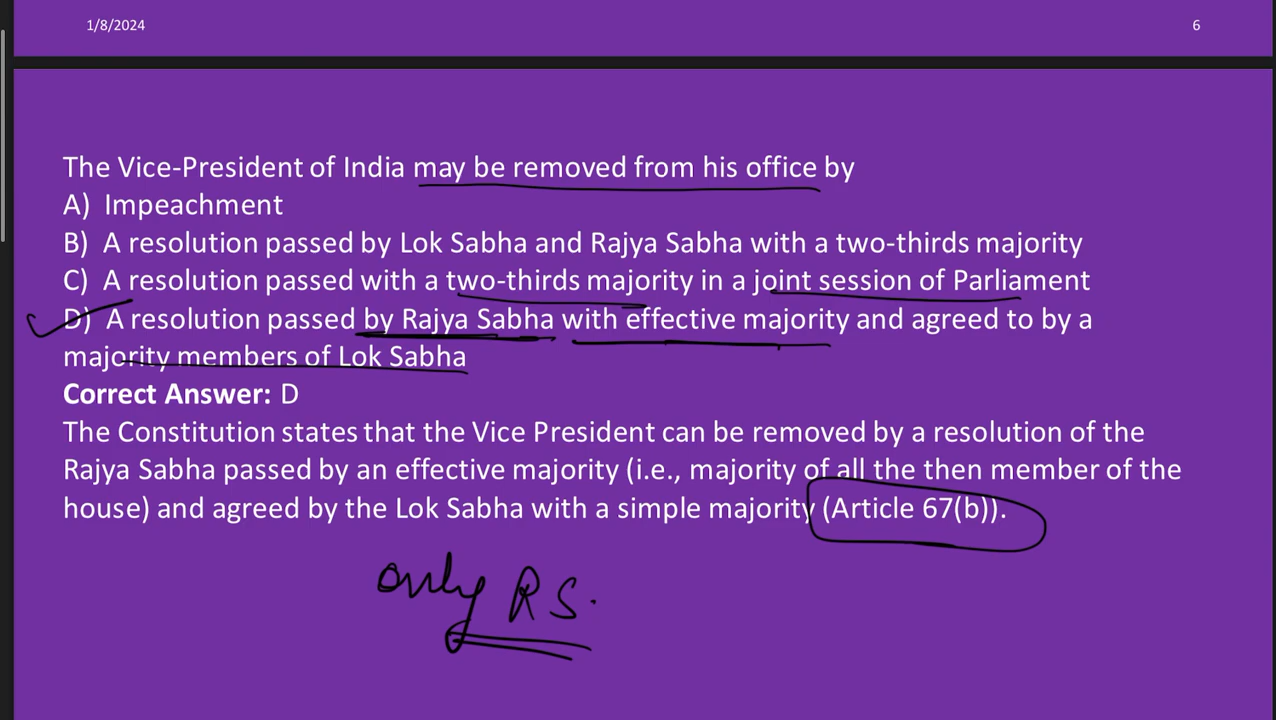 1/8/2024 6
The Vice-President of India may be removed from his office by
A) Impeachment
B) A resolution passed by Lok Sabha and Rajya Sabha with a two-thirds majority
C) A resolution passed with a two-thirds majority in a joint session of Parliament
D) A resolution passed by Rajya Sabha with effective majority and agreed to by a
majority members of Lok Sabha
Correct Answer: D
The Constitution states that the Vice President can be removed by a resolution of the
Rajya Sabha passed by an effective majority (i.e., majority of all the then member of the
house) and agreed by the Lok Sabha with a simple majority (Article 67(b)).
only RS.